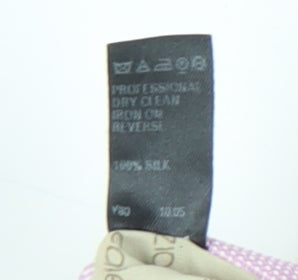 PROFESSIONAL
DRY CLEAN
IRON ON
REVERSE
100% SILK
Y80 10.05